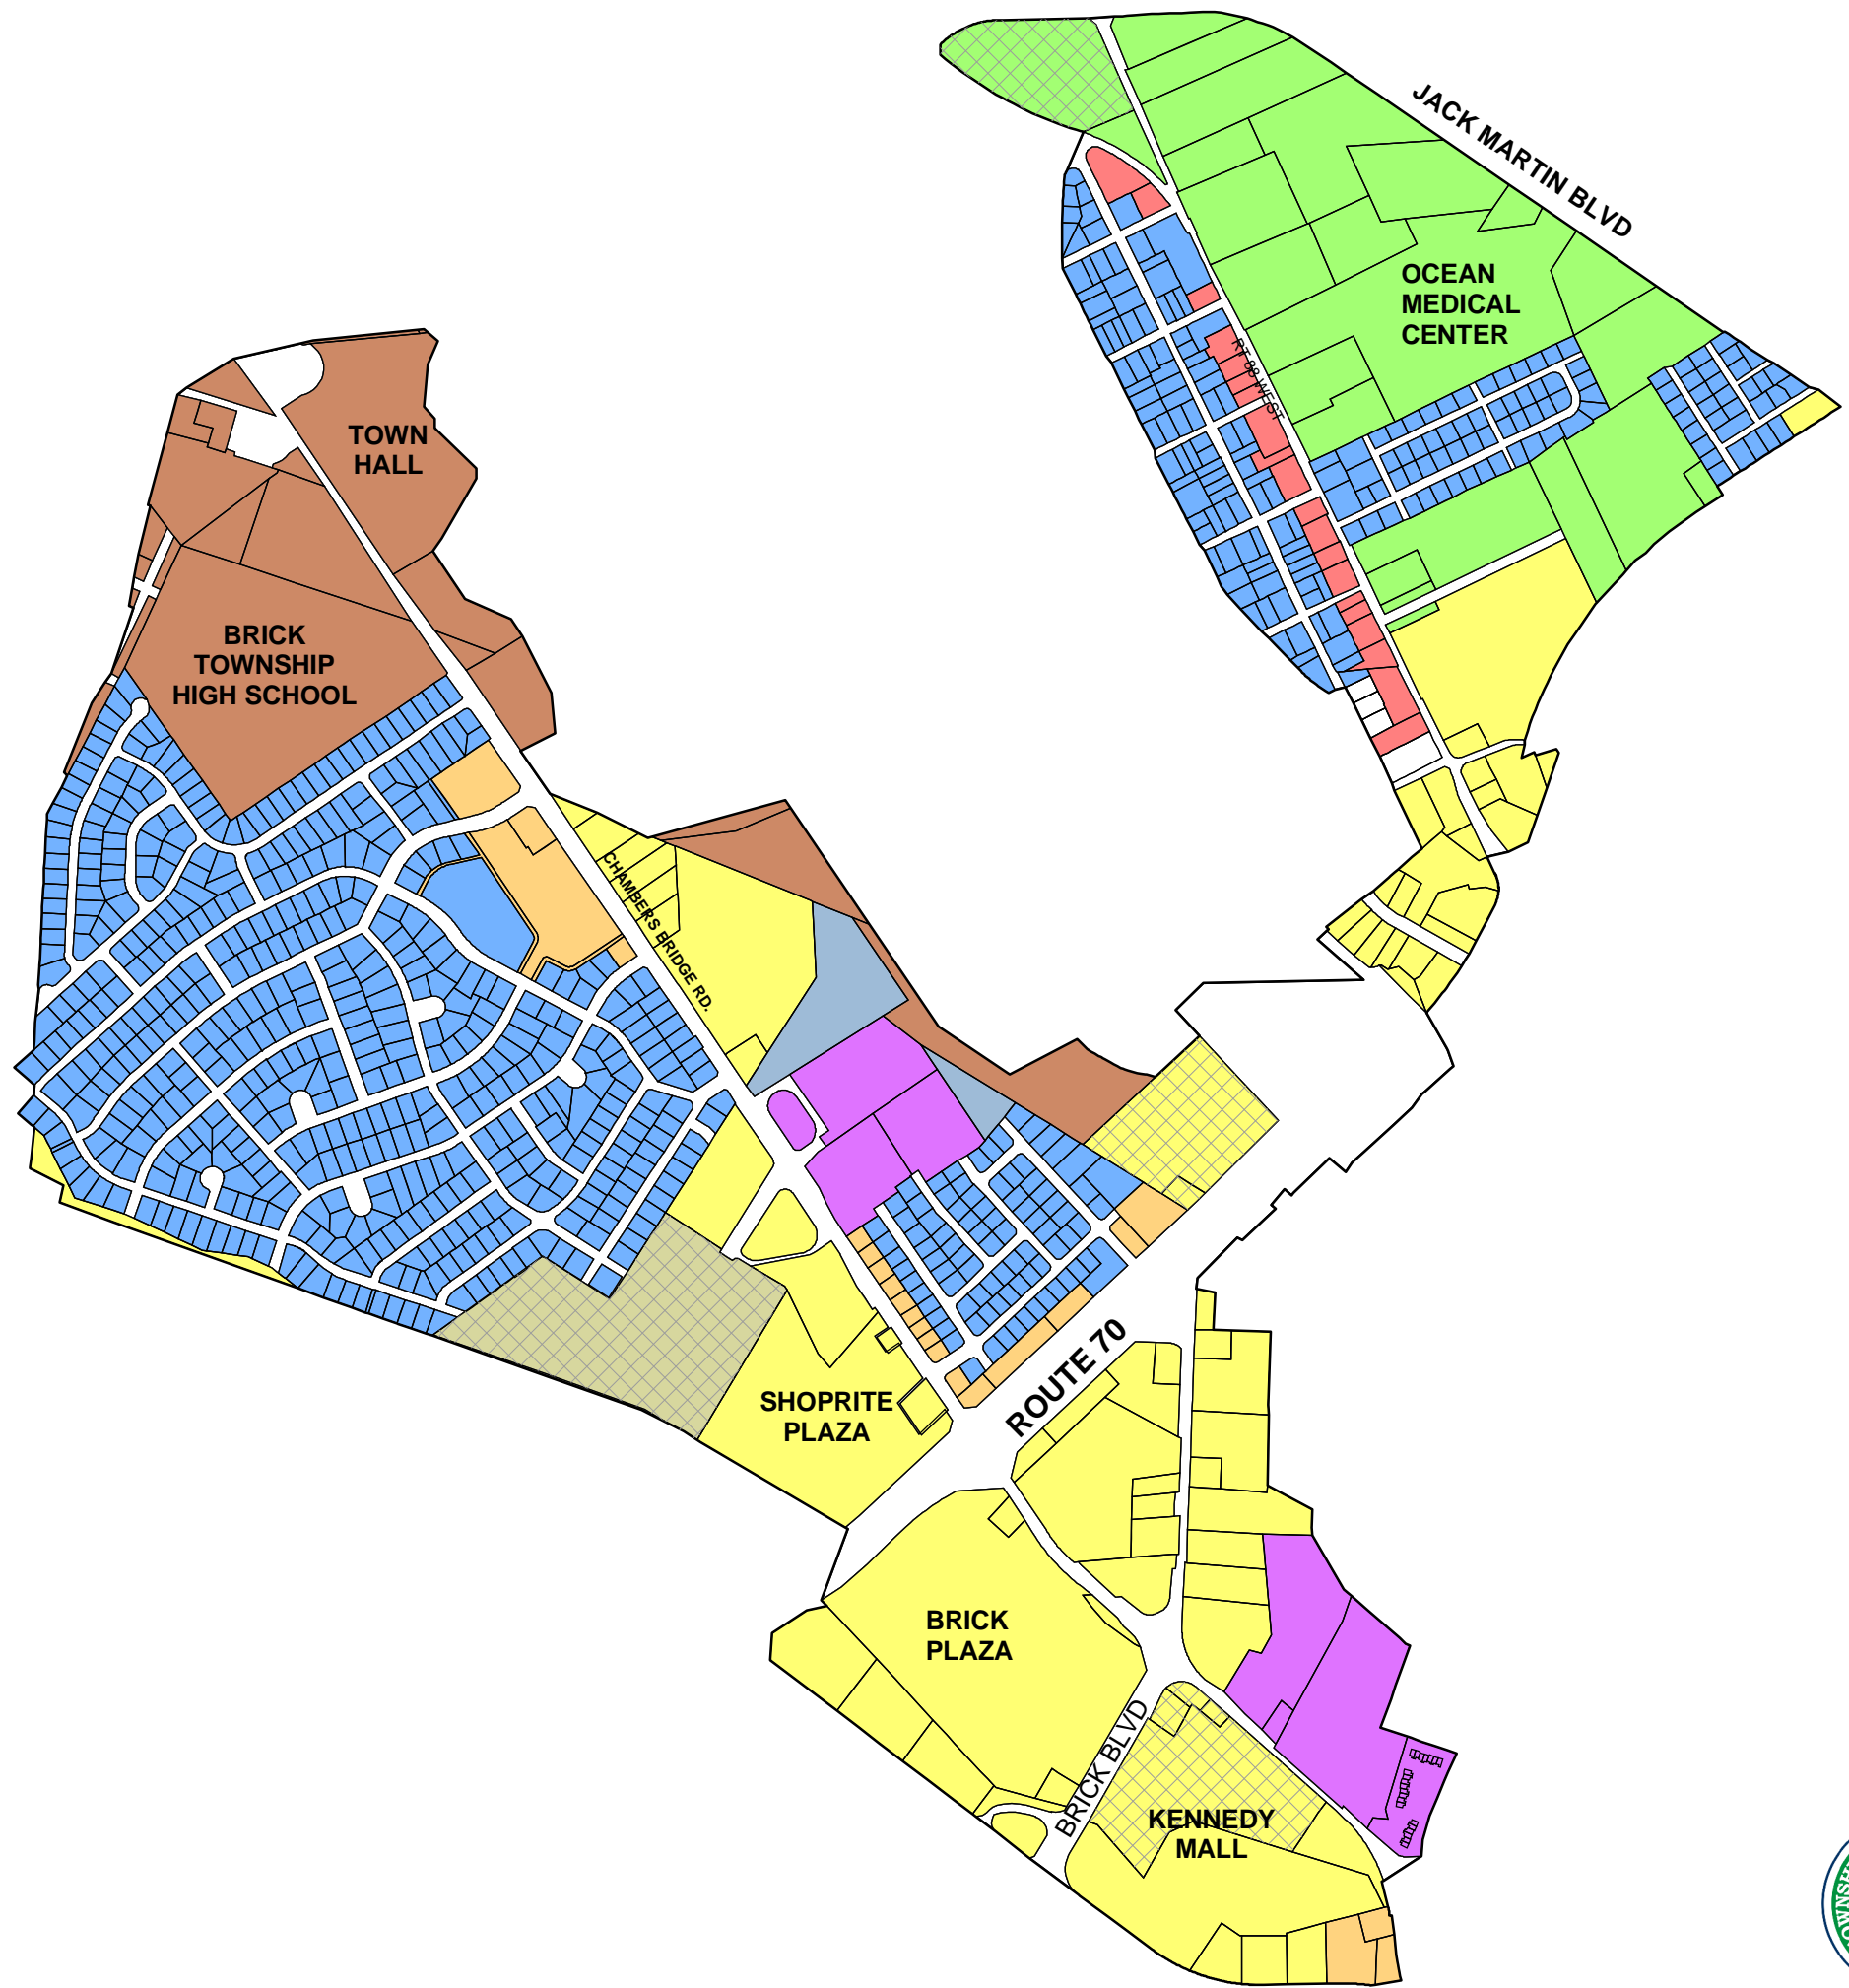 JACK MARTIN BLVD
OCEAN
MEDICAL
CENTER
RT 88 WEST
TOWN
HALL
BRICK
TOWNSHIP
HIGH SCHOOL
CHAMBERS BRIDGE RD.
ROUTE 70
SHOPRITE
PLAZA
BRICK
PLAZA
BRICK BLVD
KENNEDY
MALL